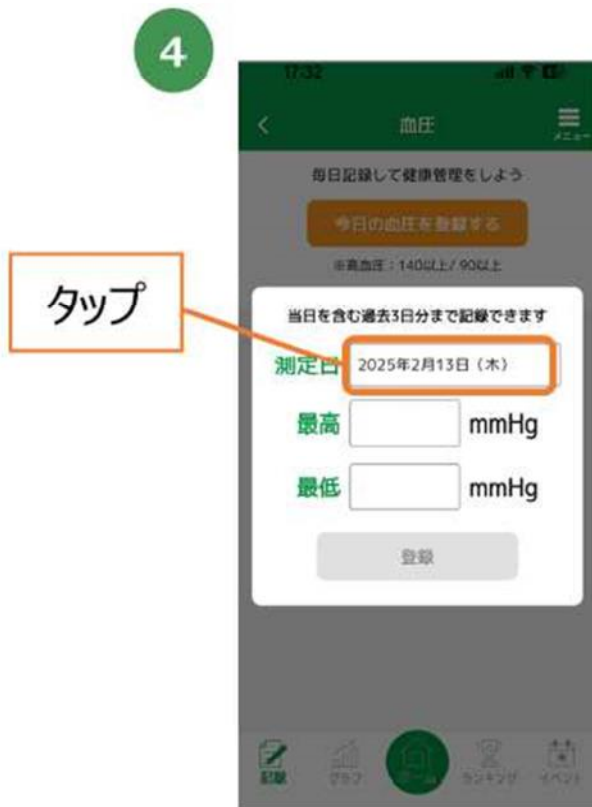 4
17:32
血圧
メニュー
毎日記録して健康管理をしよう
今日の血圧を登録する
※高血圧：140以上/ 90以上
タップ
当日を含む過去3日分まで記録できます
測定日 2025年2月13日（木）
最高 mmHg
最低 mmHg
登録
記録 グラフ ホーム ランキング イベント